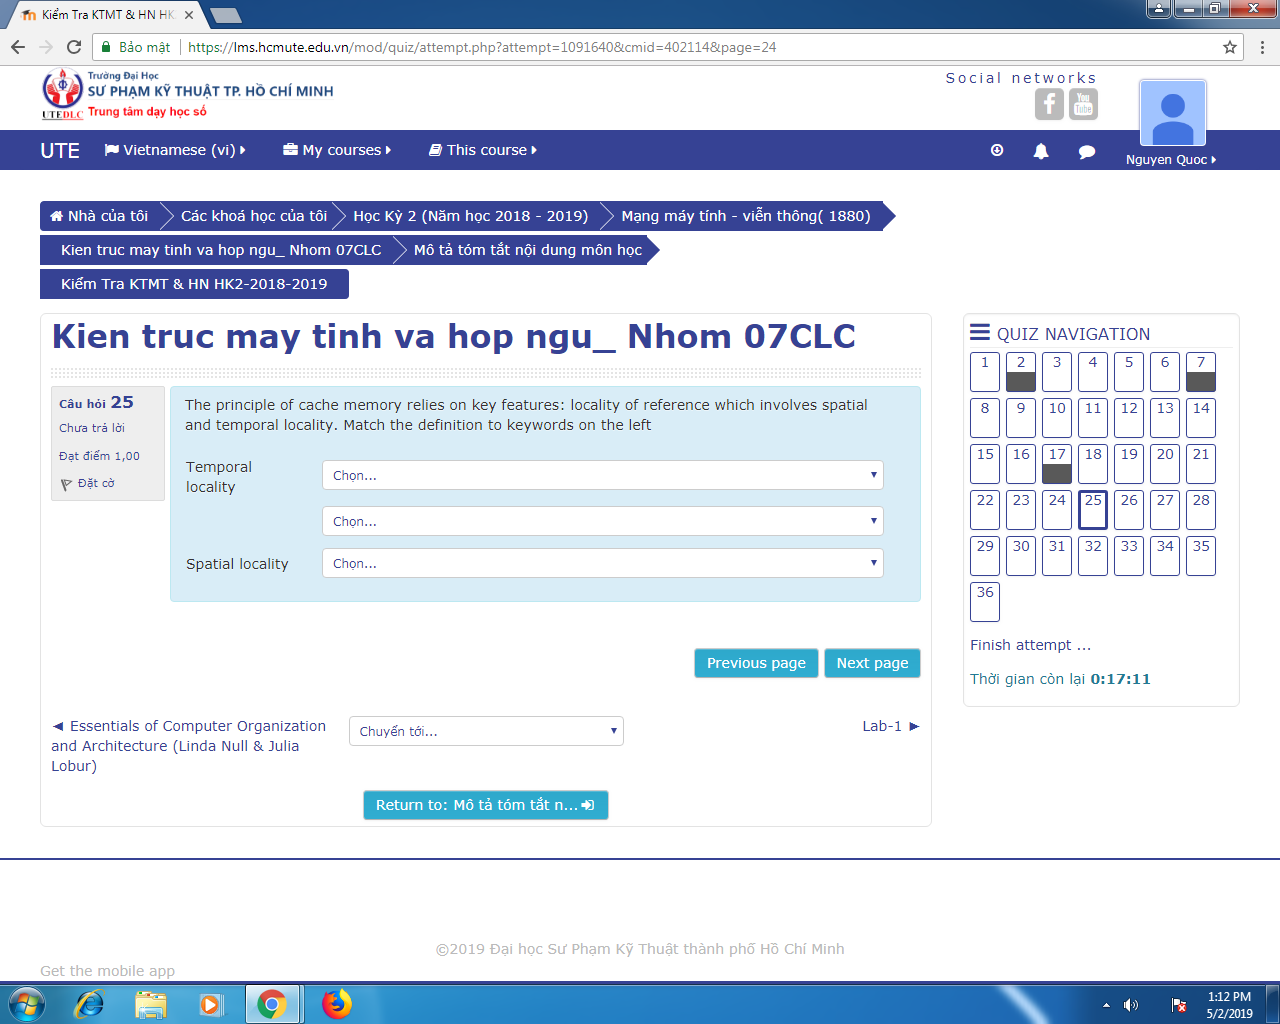 Kiểm Tra KTMT & HN HK
Bảo mật
https://lms.hcmute.edu.vn/mod/quiz/attempt.php?attempt=1091640&cmid=402114&page=24
Trường Đại Học
SƯ PHẠM KỸ THUẬT TP. HỒ CHÍ MINH
UTEDLC Trung tâm dạy học số
Social networks
You
Tube
UTE
Vietnamese (vi)
My courses
This course
Nguyen Quoc
Nhà của tôi
Các khoá học của tôi
Học Kỳ 2 (Năm học 2018 - 2019)
Mạng máy tính - viễn thông( 1880)
Kien truc may tinh va hop ngu_ Nhom 07CLC
Mô tả tóm tắt nội dung môn học
Kiểm Tra KTMT & HN HK2-2018-2019
Kien truc may tinh va hop ngu_ Nhom 07CLC
Câu hỏi 25
Chưa trả lời
Đạt điểm 1,00
Đặt cờ
The principle of cache memory relies on key features: locality of reference which involves spatial
and temporal locality. Match the definition to keywords on the left
Temporal
locality
Chọn...
Chọn...
Spatial locality
Chọn...
Previous page
Next page
◄ Essentials of Computer Organization
and Architecture (Linda Null & Julia
Lobur)
Chuyển tới...
Lab-1 ►
Return to: Mô tả tóm tắt n...
QUIZ NAVIGATION
1 2 3 4 5 6 7
8 9 10 11 12 13 14
15 16 17 18 19 20 21
22 23 24 25 26 27 28
29 30 31 32 33 34 35
36
Finish attempt ...
Thời gian còn lại 0:17:11
©2019 Đại học Sư Phạm Kỹ Thuật thành phố Hồ Chí Minh
Get the mobile app
1:12 PM
5/2/2019